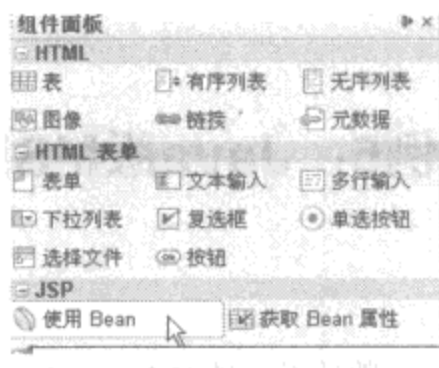 组件面板
HTML
表 有序列表 无序列表
图像 链接 元数据
HTML 表单
表单 文本输入 多行输入
下拉列表 复选框 单选按钮
选择文件 按钮
JSP
使用 Bean 获取 Bean 属性